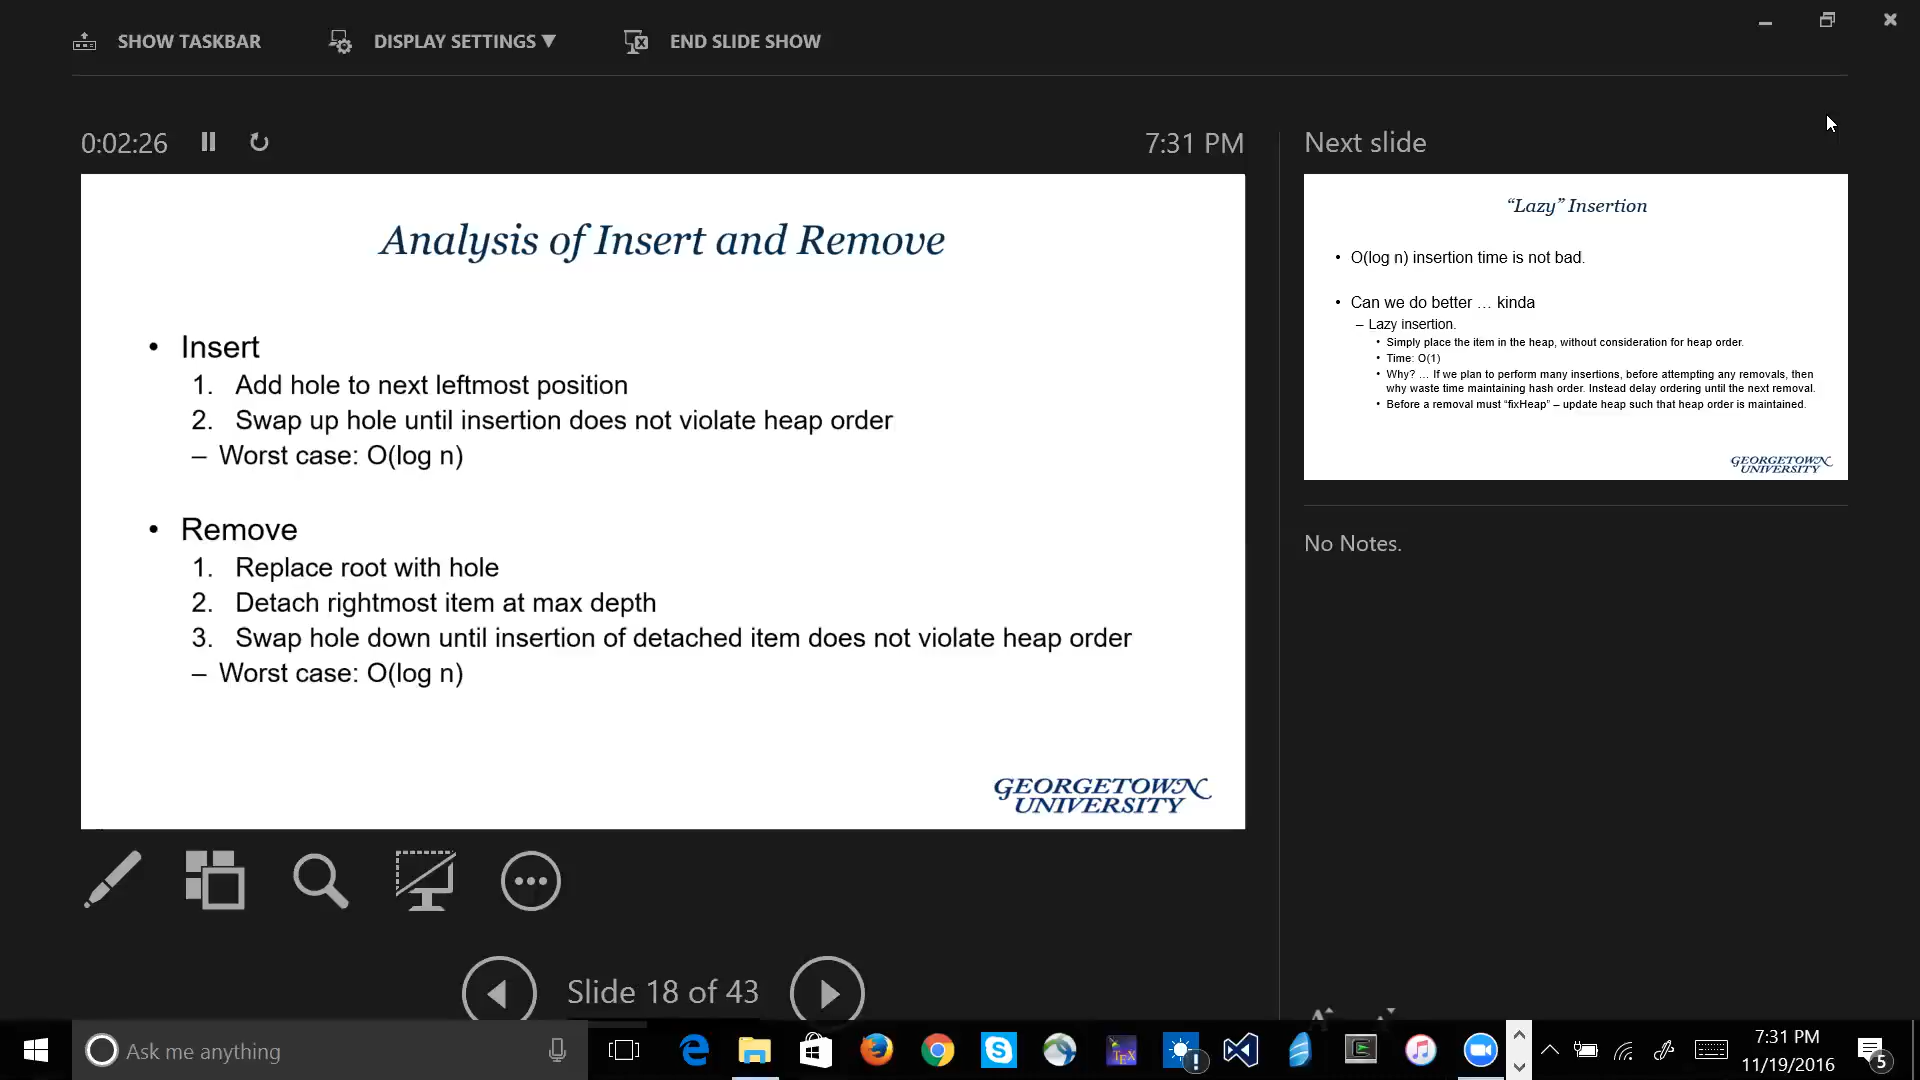 SHOW TASKBAR
DISPLAY SETTINGS ▼
END SLIDE SHOW
0:02:26
7:31 PM
Analysis of Insert and Remove
• Insert
1. Add hole to next leftmost position
2. Swap up hole until insertion does not violate heap order
– Worst case: O(log n)
• Remove
1. Replace root with hole
2. Detach rightmost item at max depth
3. Swap hole down until insertion of detached item does not violate heap order
– Worst case: O(log n)
GEORGETOWN
UNIVERSITY
Next slide
“Lazy” Insertion
• O(log n) insertion time is not bad.
• Can we do better … kinda
– Lazy insertion.
• Simply place the item in the heap, without consideration for heap order.
• Time: O(1)
• Why? … If we plan to perform many insertions, before attempting any removals, then
why waste time maintaining hash order. Instead delay ordering until the next removal.
• Before a removal must “fixHeap” – update heap such that heap order is maintained.
GEORGETOWN
UNIVERSITY
No Notes.
Slide 18 of 43
Ask me anything
TEX
7:31 PM
11/19/2016
5